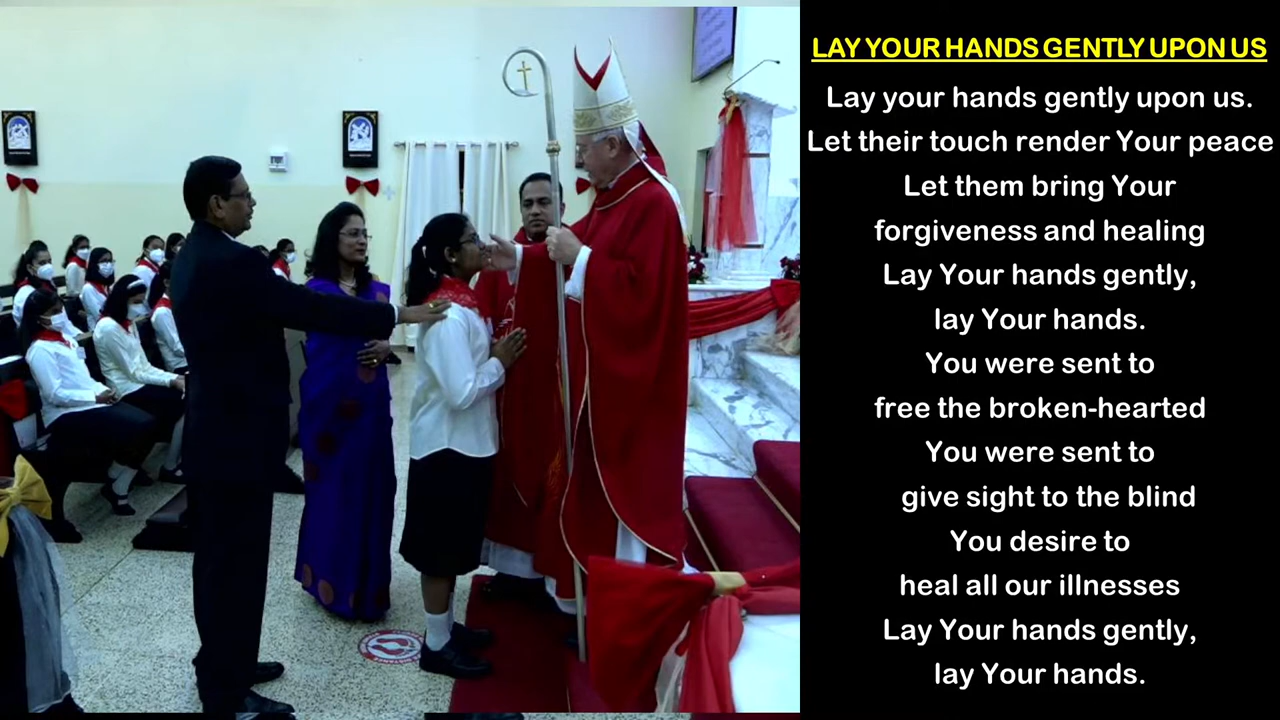 LAY YOUR HANDS GENTLY UPON US
Lay your hands gently upon us.
Let their touch render Your peace
Let them bring Your
forgiveness and healing
Lay Your hands gently,
lay Your hands.
You were sent to
free the broken-hearted
You were sent to
give sight to the blind
You desire to
heal all our illnesses
Lay Your hands gently,
lay Your hands.